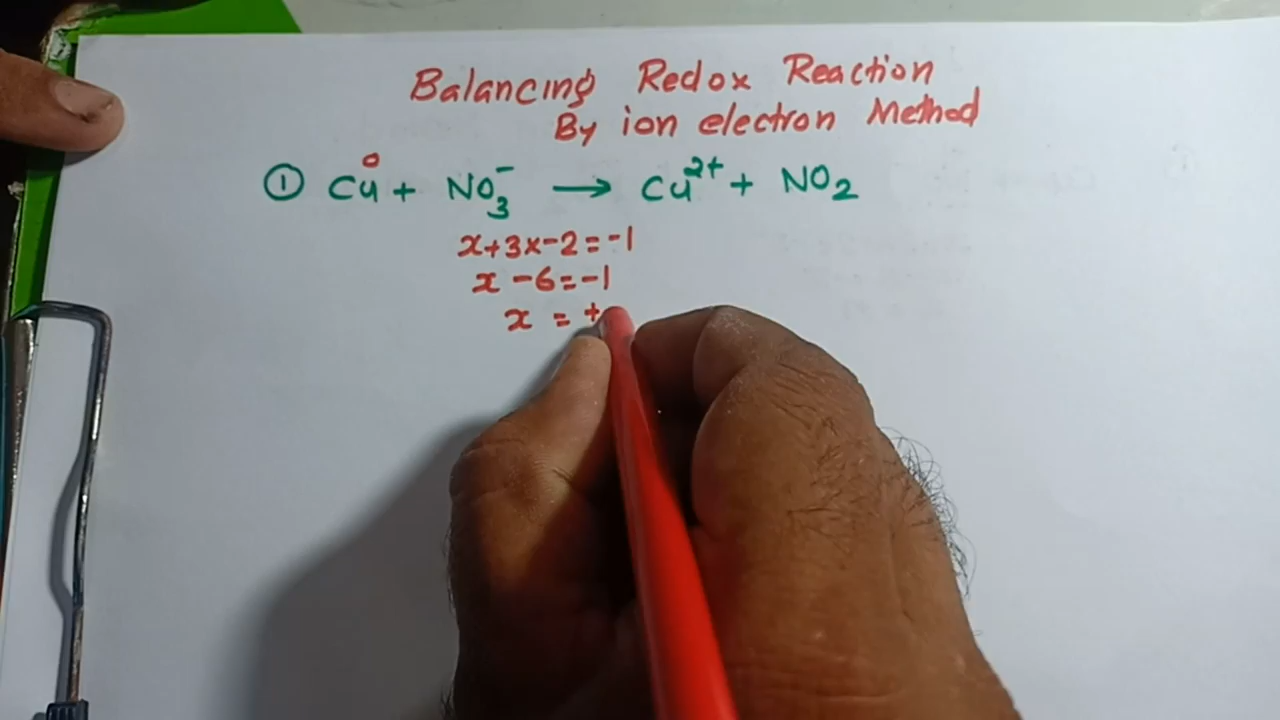 Balancing Redox Reaction
By ion electron Method
① Cu⁰ + NO₃⁻ → Cu²⁺ + NO₂
x+3x-2=-1
x -6=-1
x = +